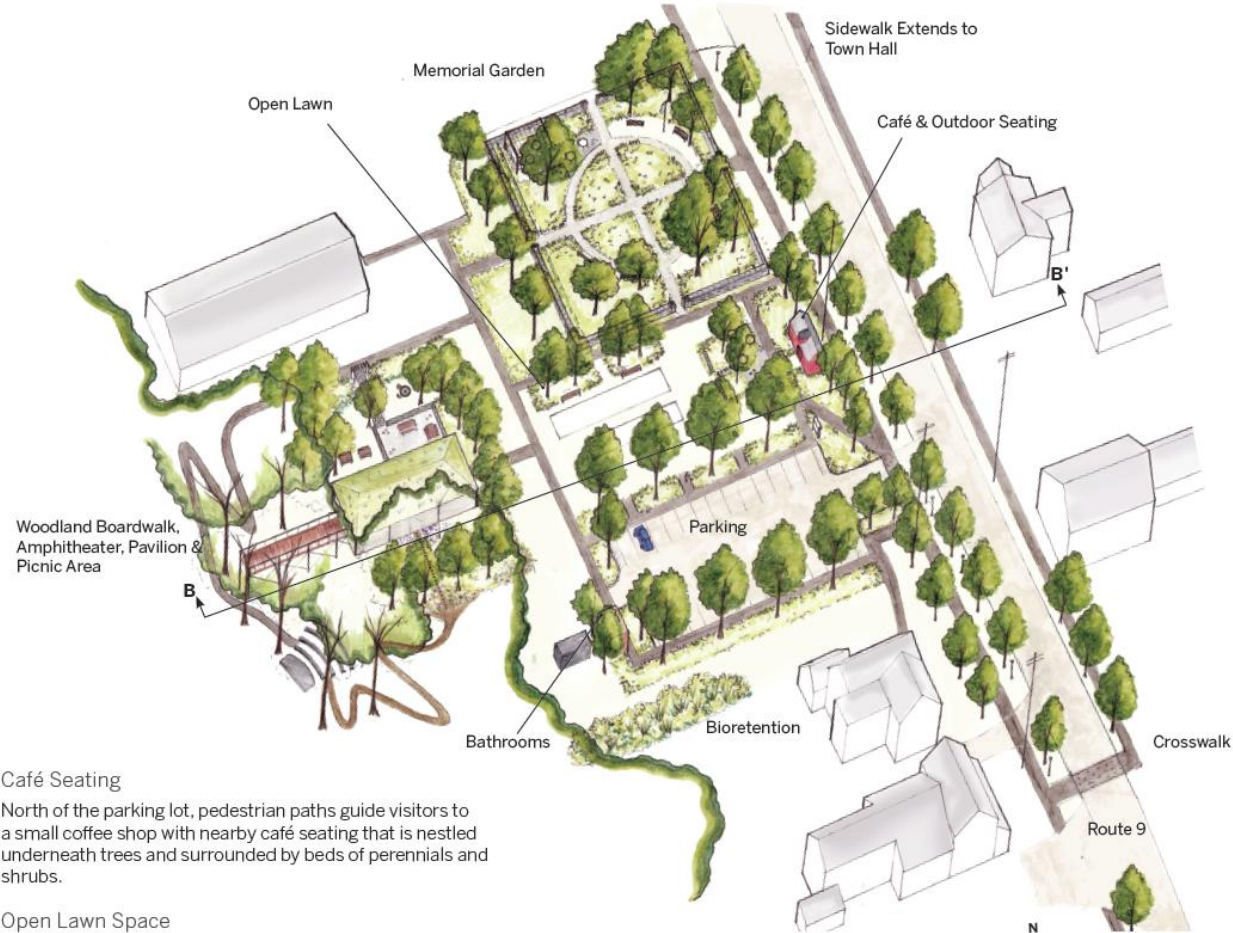 Sidewalk Extends to
Town Hall
Memorial Garden
Open Lawn
Café & Outdoor Seating
B'
Woodland Boardwalk,
Amphitheater, Pavilion &
Picnic Area
Parking
B
Bathrooms
Bioretention
Crosswalk
Route 9
N
Café Seating
North of the parking lot, pedestrian paths guide visitors to
a small coffee shop with nearby café seating that is nestled
underneath trees and surrounded by beds of perennials and
shrubs.
Open Lawn Space